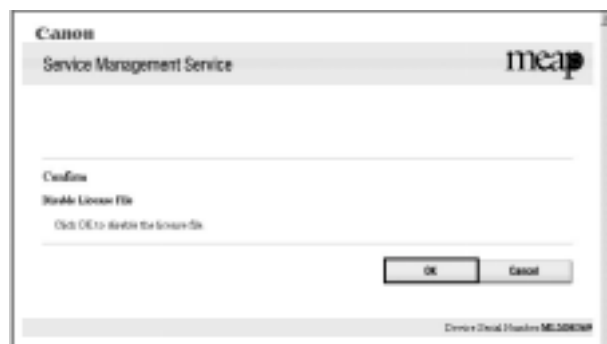 Canon
Service Management Service
meap
Confirm
Disable License File
Click OK to disable the license file.
OK
Cancel
Device Serial Number